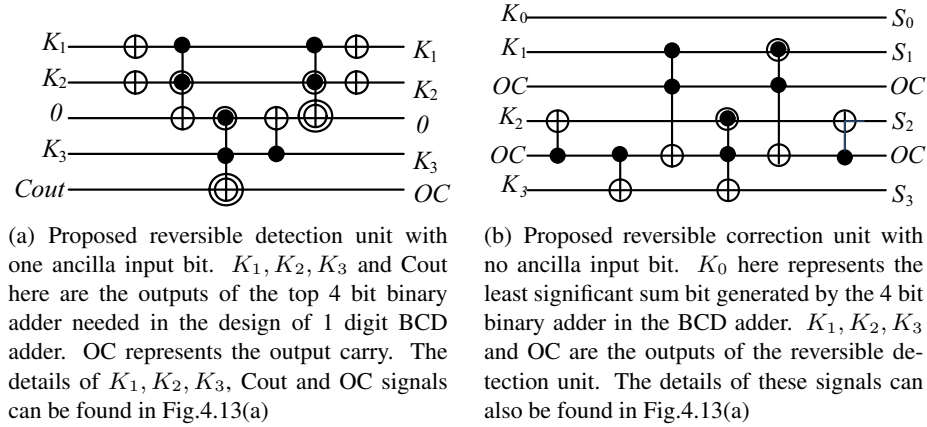 K₁ K₁
K₂ K₂
0 0
K₃ K₃
Cout OC
(a) Proposed reversible detection unit with
one ancilla input bit. K₁, K₂, K₃ and Cout
here are the outputs of the top 4 bit binary
adder needed in the design of 1 digit BCD
adder. OC represents the output carry. The
details of K₁, K₂, K₃, Cout and OC signals
can be found in Fig.4.13(a)
K₀ S₀
K₁ S₁
OC OC
K₂ S₂
OC OC
K₃ S₃
(b) Proposed reversible correction unit with
no ancilla input bit. K₀ here represents the
least significant sum bit generated by the 4 bit
binary adder in the BCD adder. K₁, K₂, K₃
and OC are the outputs of the reversible de-
tection unit. The details of these signals can
also be found in Fig.4.13(a)